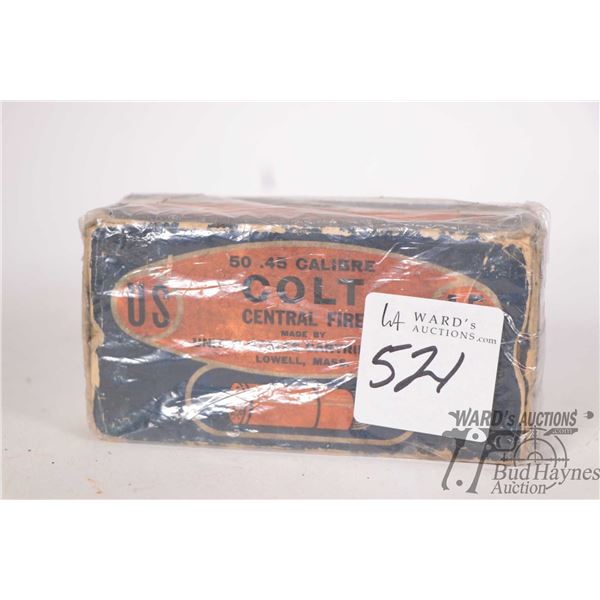 50 .45 CALIBRE
US COLT
CENTRAL FIRE
MADE BY
LOWELL, MASS
WARD's
AUCTIONS.com
521
WARD'S AUCTIONS
.com
BudHaynes
Auction